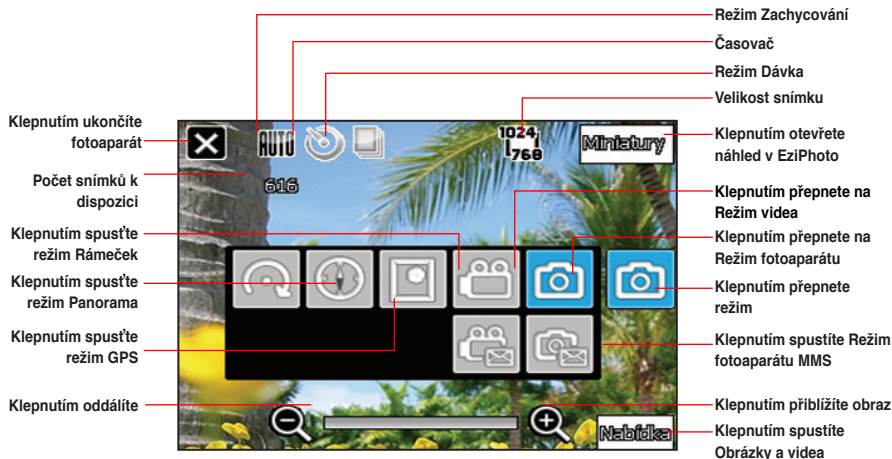 Režim Zachycování
Časovač
Režim Dávka
Velikost snímku
Klepnutím ukončíte
fotoaparát
AUTO
1024
768
Miniatury
Klepnutím otevřete
náhled v EziPhoto
Počet snímků k
dispozici
616
Klepnutím přepnete na
Režim videa
Klepnutím spusťte
režim Rámeček
Klepnutím přepnete na
Režim fotoaparátu
Klepnutím spusťte
režim Panorama
Klepnutím přepnete
režim
Klepnutím spusťte
režim GPS
Klepnutím spustíte Režim
fotoaparátu MMS
Klepnutím oddálíte
Klepnutím přiblížíte obraz
Nabídka
Klepnutím spustíte
Obrázky a videa